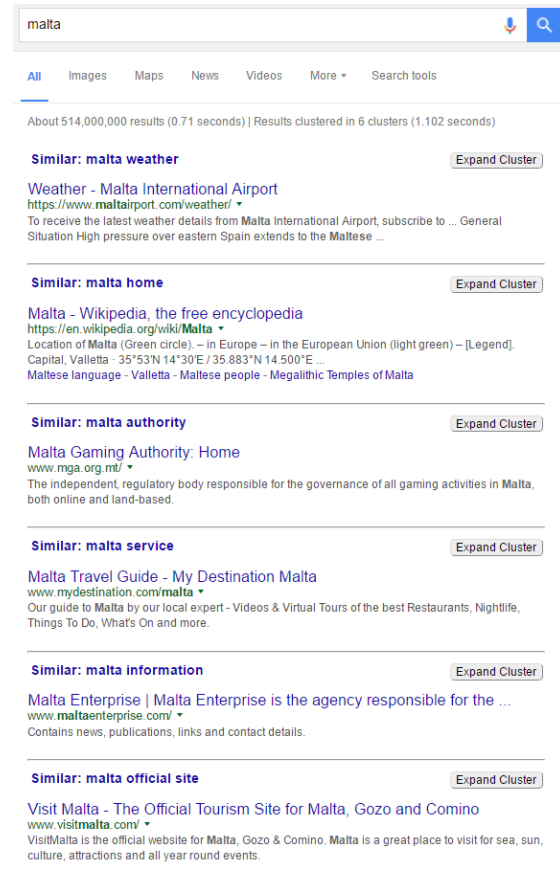 malta
All Images Maps News Videos More Search tools
About 514,000,000 results (0.71 seconds) | Results clustered in 6 clusters (1.102 seconds)
Similar: malta weather Expand Cluster
Weather - Malta International Airport
https://www.maltairport.com/weather/
To receive the latest weather details from Malta International Airport, subscribe to ... General
Situation High pressure over eastern Spain extends to the Maltese ...
Similar: malta home Expand Cluster
Malta - Wikipedia, the free encyclopedia
https://en.wikipedia.org/wiki/Malta
Location of Malta (Green circle). – in Europe – in the European Union (light green) – [Legend].
Capital, Valletta · 35°53′N 14°30′E / 35.883°N 14.500°E ...
Maltese language - Valletta - Maltese people - Megalithic Temples of Malta
Similar: malta authority Expand Cluster
Malta Gaming Authority: Home
www.mga.org.mt/
The independent, regulatory body responsible for the governance of all gaming activities in Malta,
both online and land-based.
Similar: malta service Expand Cluster
Malta Travel Guide - My Destination Malta
www.mydestination.com/malta
Our guide to Malta by our local expert - Videos & Virtual Tours of the best Restaurants, Nightlife,
Things To Do, What's On and more.
Similar: malta information Expand Cluster
Malta Enterprise | Malta Enterprise is the agency responsible for the ...
www.maltaenterprise.com/
Contains news, publications, links and contact details.
Similar: malta official site Expand Cluster
Visit Malta - The Official Tourism Site for Malta, Gozo and Comino
www.visitmalta.com/
VisitMalta is the official website for Malta, Gozo & Comino. Malta is a great place to visit for sea, sun,
culture, attractions and all year round events.